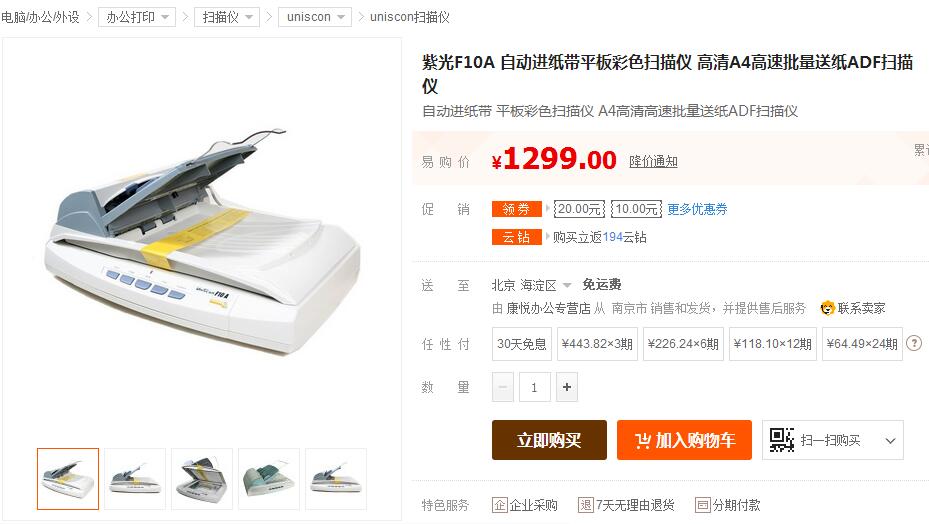 电脑/办公/外设 办公打印 扫描仪 uniscon uniscon扫描仪
紫光F10A 自动进纸带平板彩色扫描仪 高清A4高速批量送纸ADF扫描
仪
自动进纸带 平板彩色扫描仪 A4高清高速批量送纸ADF扫描仪
易购价 ¥1299.00 降价通知
累
促销 领券 20.00元 10.00元 更多优惠券
云钻 购买立返194云钻
送至 北京 海淀区 免运费
由 康悦办公专营店 从 南京市 销售和发货，并提供售后服务 联系卖家
任性付 30天免息 ¥443.82×3期 ¥226.24×6期 ¥118.10×12期 ¥64.49×24期 ?
数量 − 1 +
立即购买 加入购物车 扫一扫购买
特色服务 企 企业采购 退 7天无理由退货 分期付款
F10A